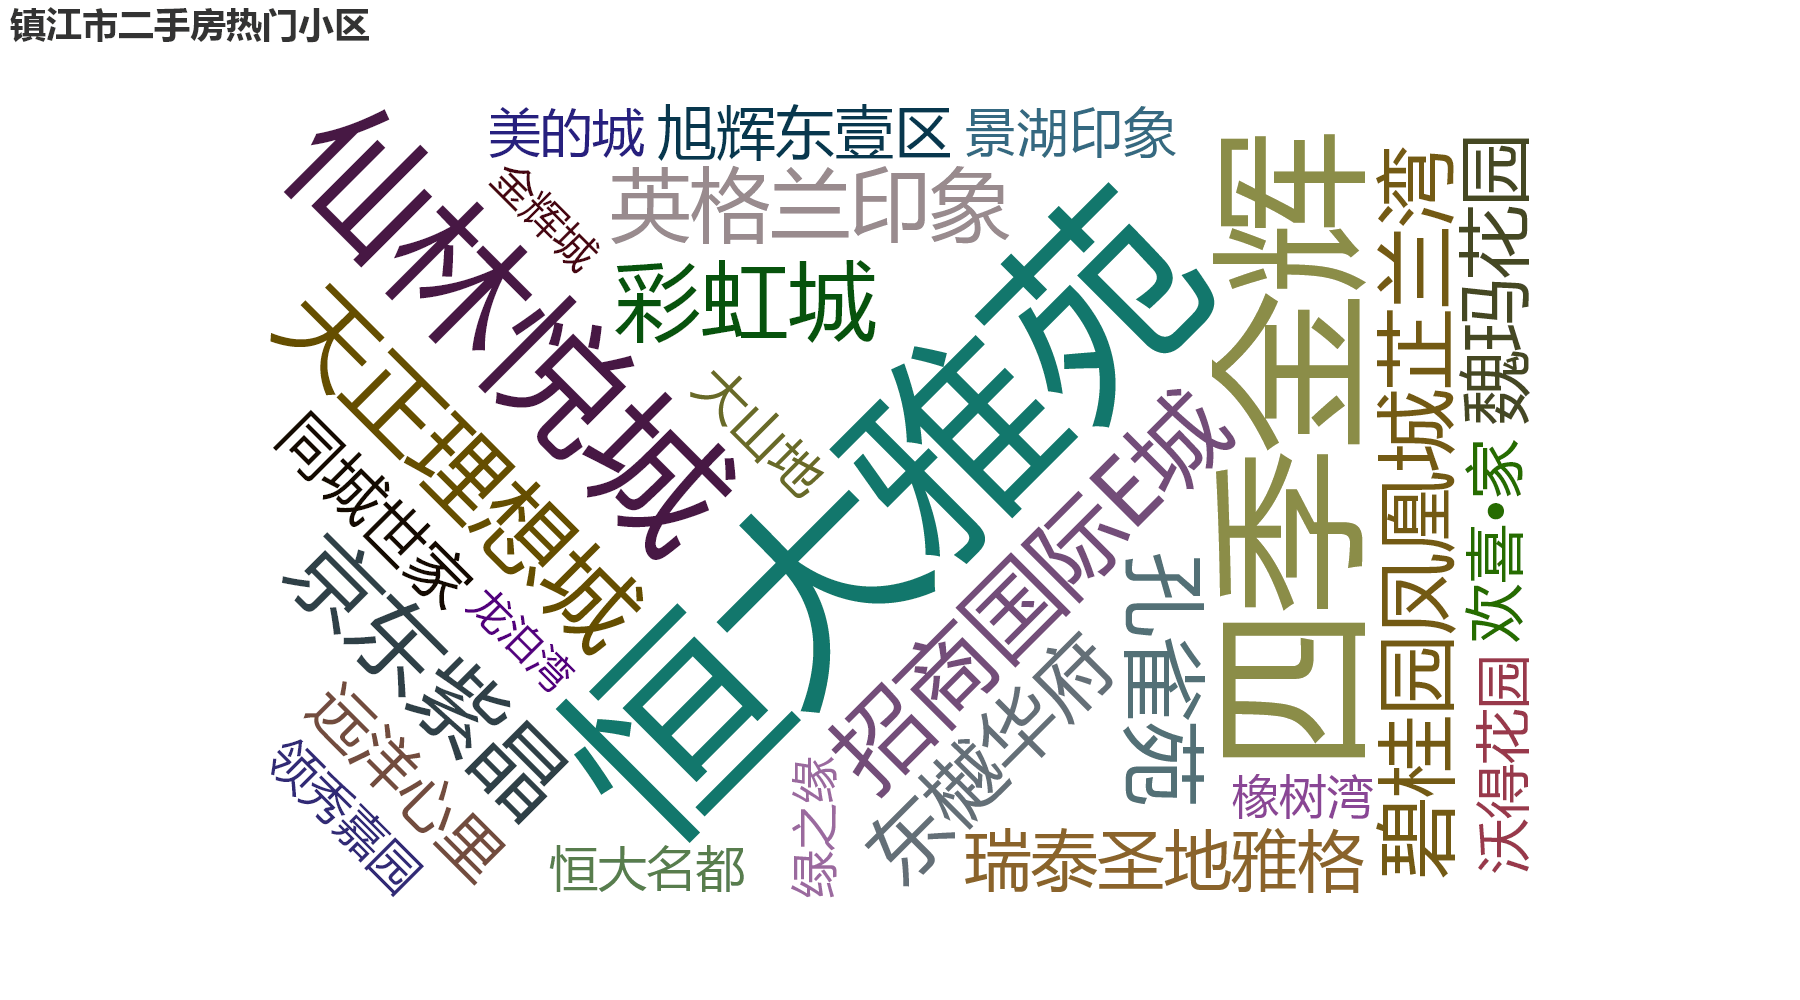 镇江市二手房热门小区
美的城
旭辉东壹区
景湖印象
仙林悦城
金辉城
英格兰印象
彩虹城
恒大雅苑
四季金辉
碧桂园凤凰城芷兰湾
魏玛花园
天正理想城
大山地
招商国际E城
同城世家
欢喜•家
京东紫晶
龙泊湾
孔雀苑
东樾华府
远洋心里
沃得花园
领秀嘉园
恒大名都
绿之缘
橡树湾
瑞泰圣地雅格